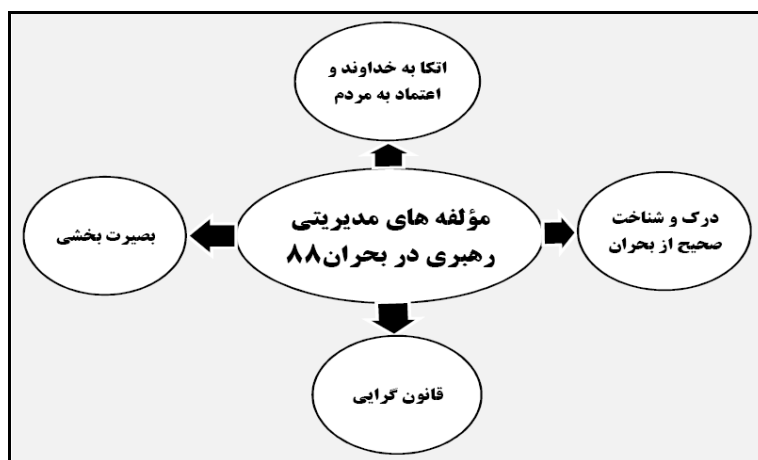 اتکا به خداوند و
اعتماد به مردم
مؤلفه های مدیریتی
رهبری در بحران۸۸
درک و شناخت
صحیح از بحران
بصیرت بخشی
قانون گرایی